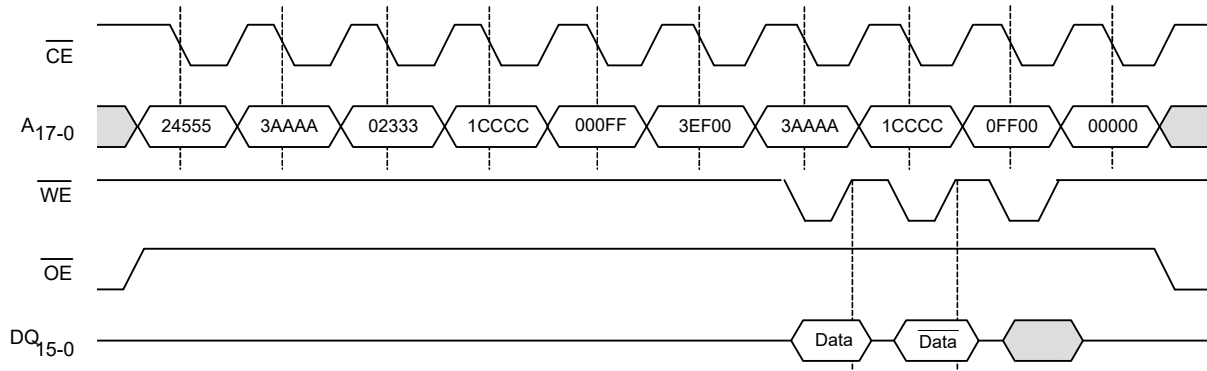 CE
A17-0 24555 3AAAA 02333 1CCCC 000FF 3EF00 3AAAA 1CCCC 0FF00 00000
WE
OE
DQ15-0 Data Data